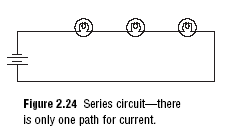 Figure 2.24 Series circuit—there
is only one path for current.